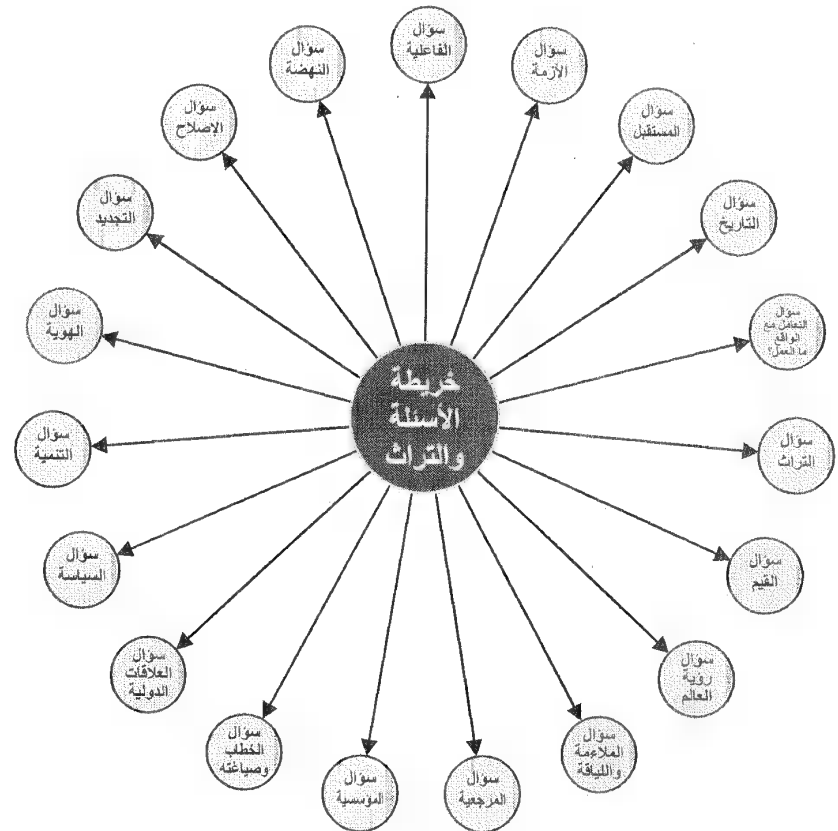 خريطة
الأسئلة
والتراث
سؤال
الفاعلية
سؤال
الأزمة
سؤال
المستقبل
سؤال
التاريخ
سؤال
التعامل مع
الواقع
ما العمل؟
سؤال
التراث
سؤال
القيم
سؤال
رؤية
العالم
سؤال
الملاءمة
واللياقة
سؤال
المرجعية
سؤال
المؤسسية
سؤال
الخطاب
وصياغته
سؤال
العلاقات
الدولية
سؤال
السياسة
سؤال
التنمية
سؤال
الهوية
سؤال
التجديد
سؤال
الإصلاح
سؤال
النهضة